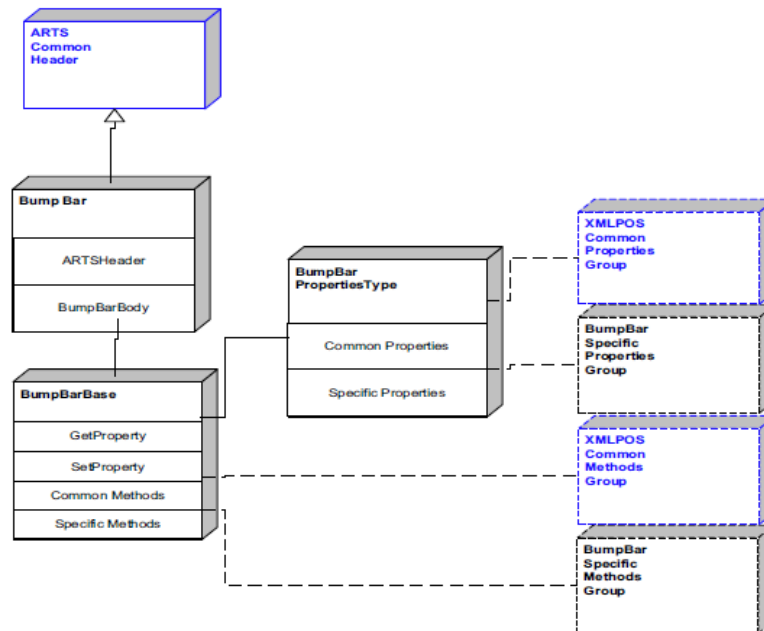 ARTS
Common
Header
Bump Bar
ARTSHeader
BumpBarBody
BumpBarBase
GetProperty
SetProperty
Common Methods
Specific Methods
BumpBar
PropertiesType
Common Properties
Specific Properties
XMLPOS
Common
Properties
Group
BumpBar
Specific
Properties
Group
XMLPOS
Common
Methods
Group
BumpBar
Specific
Methods
Group